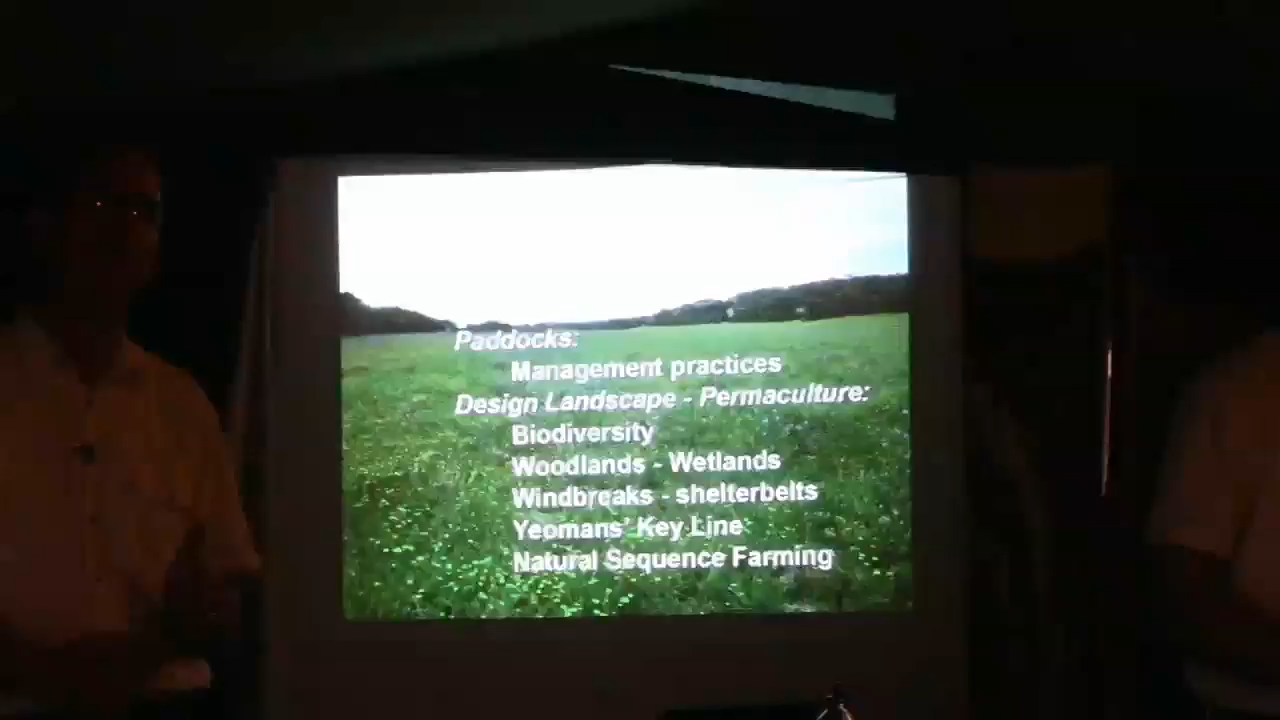 Paddocks:
Management practices
Design Landscape - Permaculture:
Biodiversity
Woodlands - Wetlands
Windbreaks - shelterbelts
Yeomans' Key Line
Natural Sequence Farming